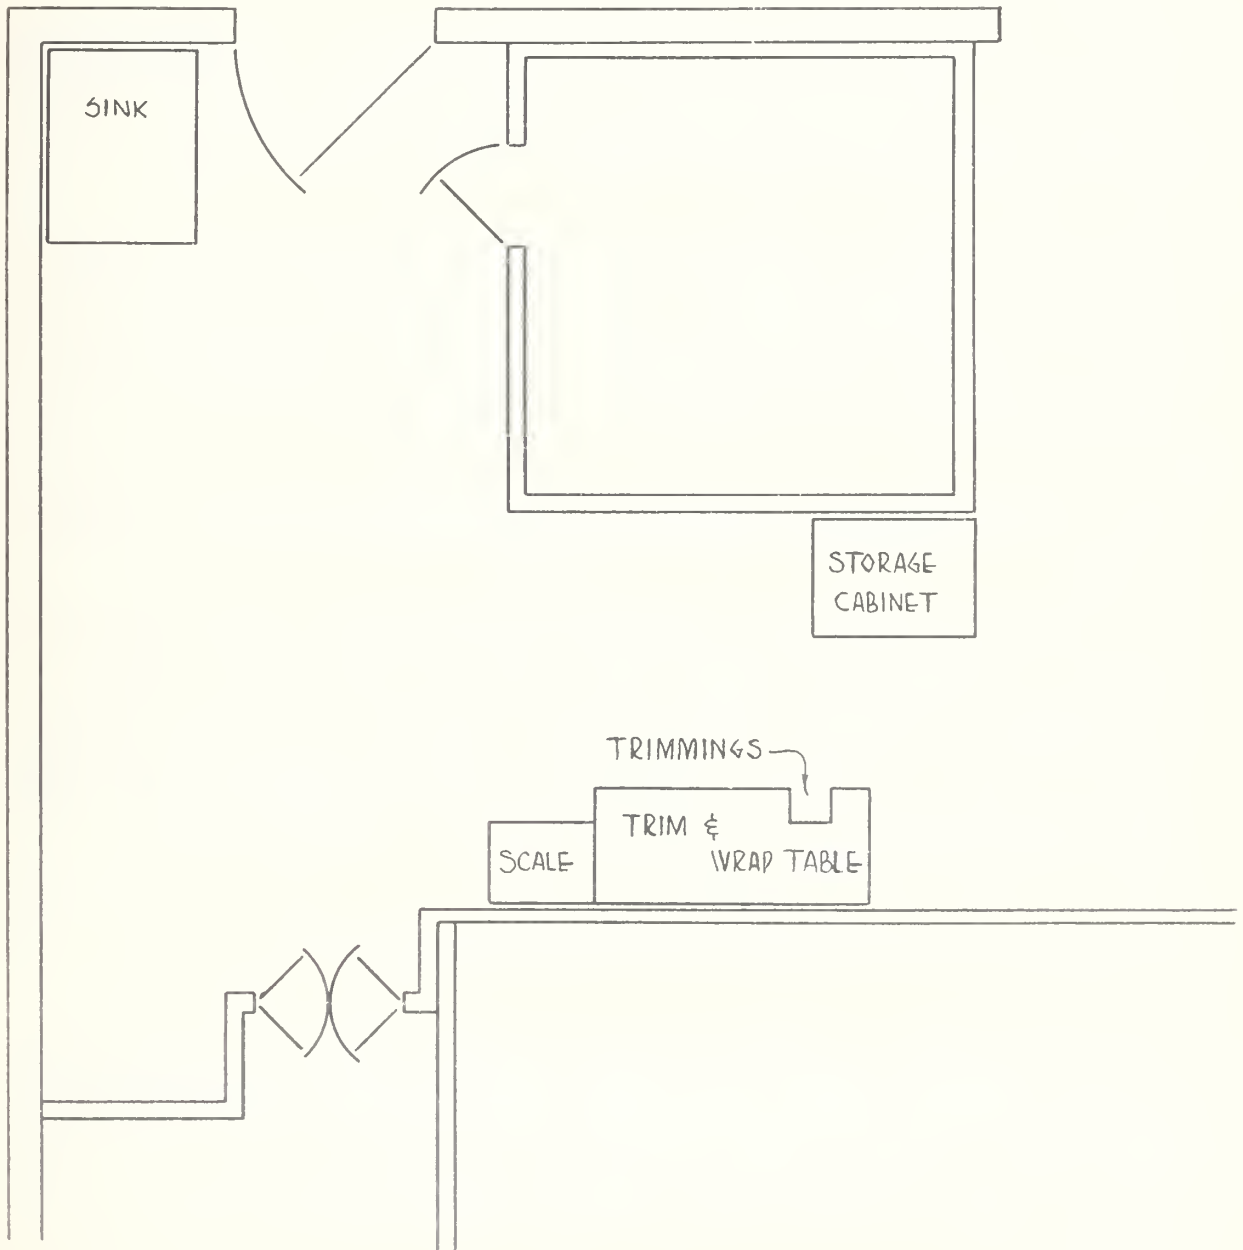 SINK
STORAGE
CABINET
TRIMMINGS
TRIM &
WRAP TABLE
SCALE